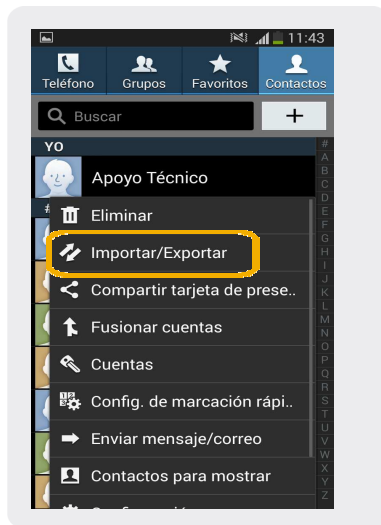 11:43
Teléfono Grupos Favoritos Contactos
Buscar
YO
Apoyo Técnico
#
Eliminar
Importar/Exportar
Compartir tarjeta de prese..
Fusionar cuentas
Cuentas
Config. de marcación rápi..
Enviar mensaje/correo
Contactos para mostrar
#
A
B
C
D
E
F
G
H
I
J
K
L
M
N
O
P
Q
R
S
T
U
V
W
X
Y
Z